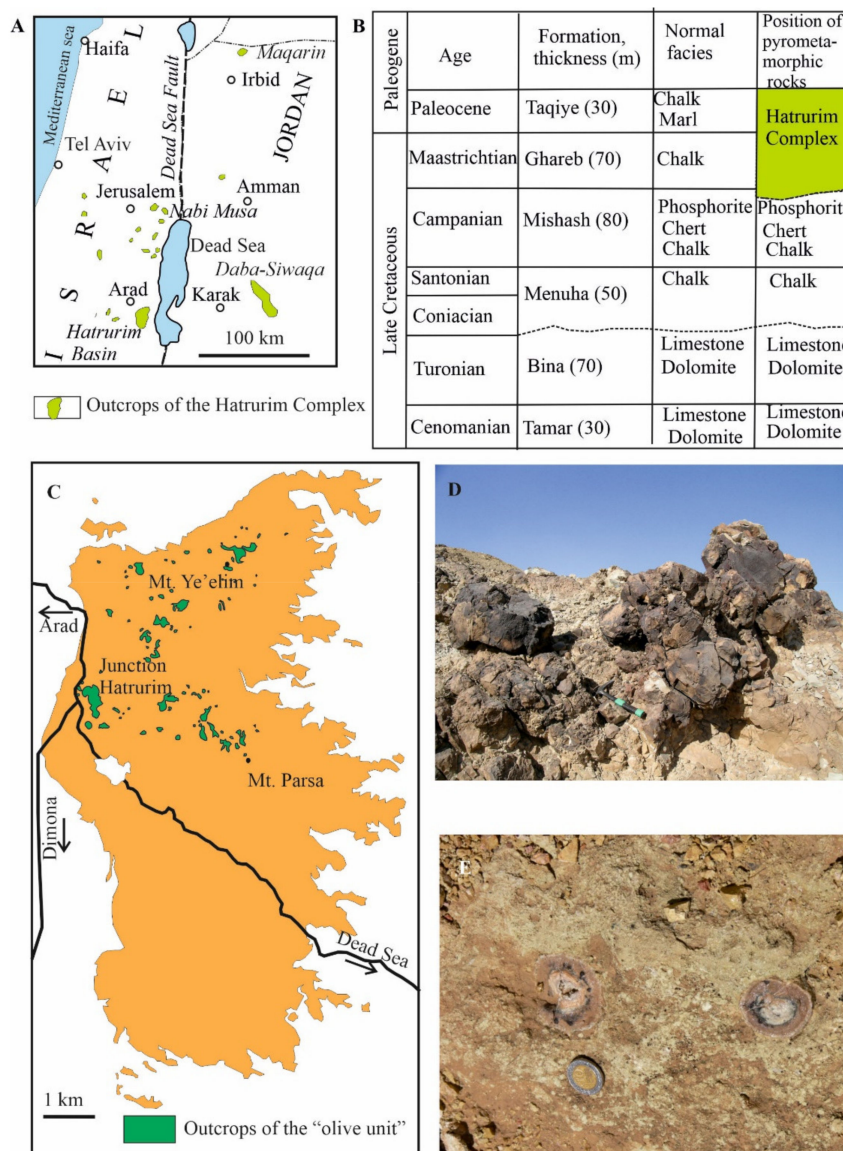 A
Haifa
Mediterranean sea
Tel Aviv
I S R A E L
Dead Sea Fault
JORDAN
Maqarin
Irbid
Jerusalem
Amman
Nabi Musa
Dead Sea
Daba-Siwaqa
Arad
Karak
Hatrurim
Basin
100 km
Outcrops of the Hatrurim Complex
B
Age
Formation,
thickness (m)
Normal
facies
Position of
pyrometa-
morphic
rocks
Paleogene
Paleocene
Taqiye (30)
Chalk
Marl
Hatrurim
Complex
Late Cretaceous
Maastrichtian
Ghareb (70)
Chalk
Campanian
Mishash (80)
Phosphorite
Chert
Chalk
Phosphorite
Chert
Chalk
Santonian
Coniacian
Menuha (50)
Chalk
Chalk
Turonian
Bina (70)
Limestone
Dolomite
Limestone
Dolomite
Cenomanian
Tamar (30)
Limestone
Dolomite
Limestone
Dolomite
C
Mt. Ye'elim
Arad
Junction
Hatrurim
Mt. Parsa
Dimona
Dead Sea
1 km
Outcrops of the “olive unit”
D
E